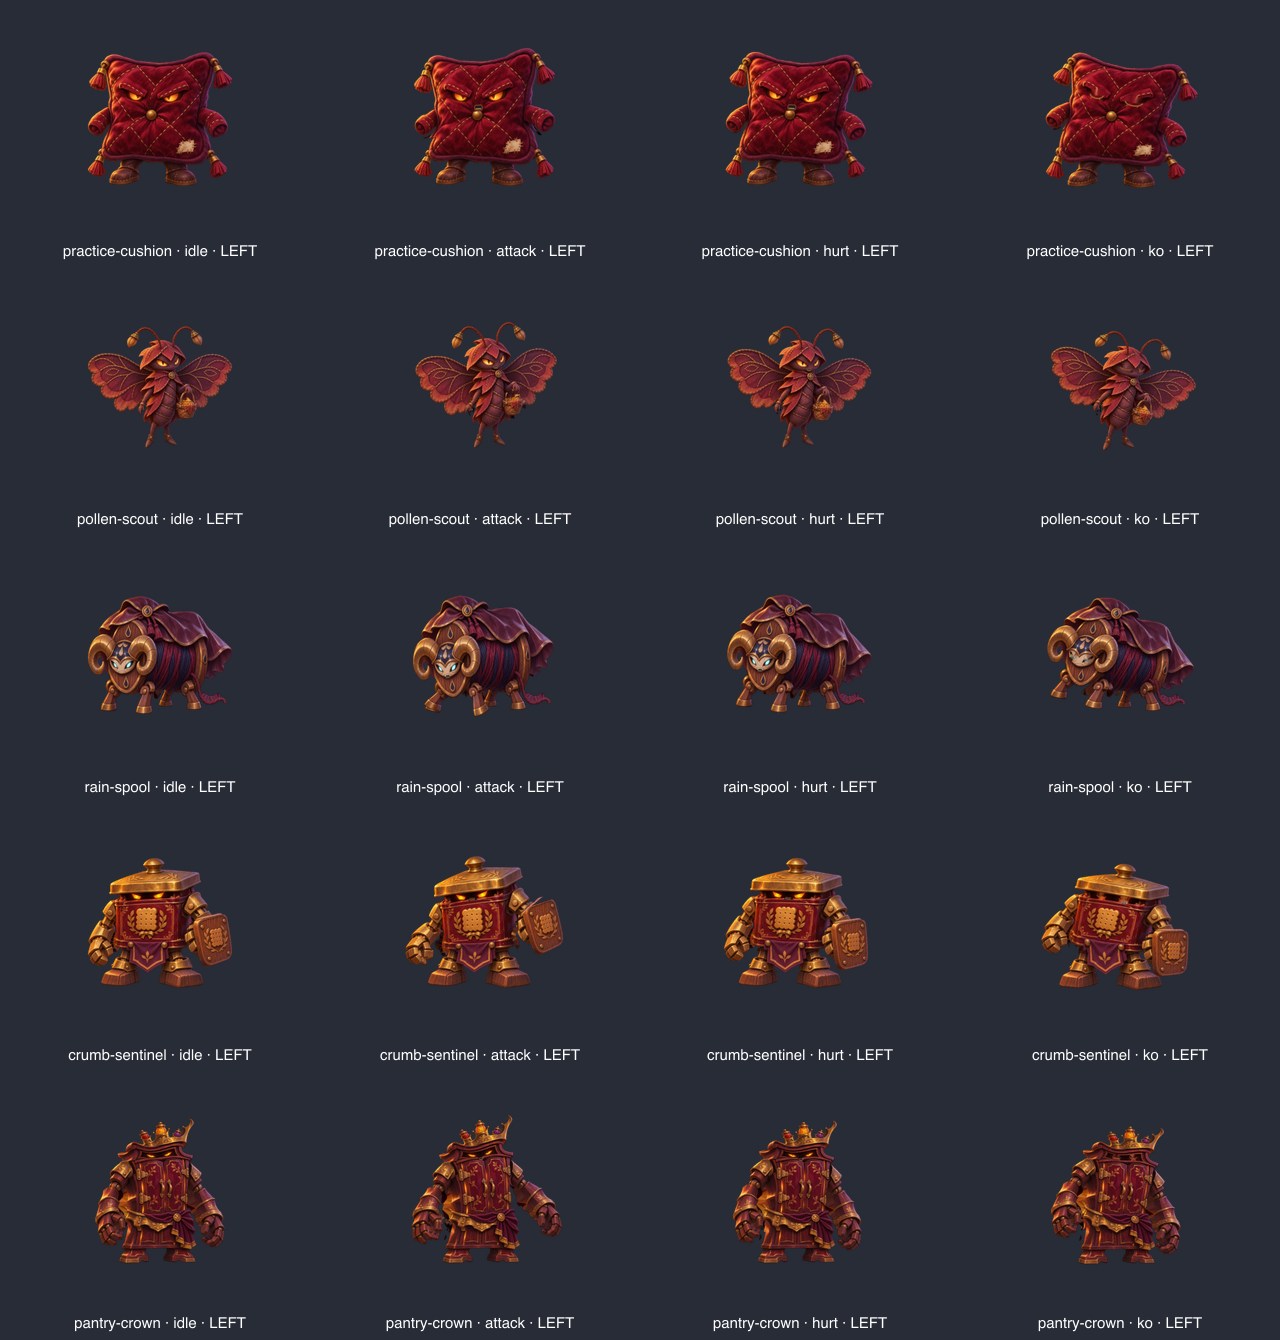 practice-cushion · idle · LEFT
practice-cushion · attack · LEFT
practice-cushion · hurt · LEFT
practice-cushion · ko · LEFT
pollen-scout · idle · LEFT
pollen-scout · attack · LEFT
pollen-scout · hurt · LEFT
pollen-scout · ko · LEFT
rain-spool · idle · LEFT
rain-spool · attack · LEFT
rain-spool · hurt · LEFT
rain-spool · ko · LEFT
crumb-sentinel · idle · LEFT
crumb-sentinel · attack · LEFT
crumb-sentinel · hurt · LEFT
crumb-sentinel · ko · LEFT
pantry-crown · idle · LEFT
pantry-crown · attack · LEFT
pantry-crown · hurt · LEFT
pantry-crown · ko · LEFT